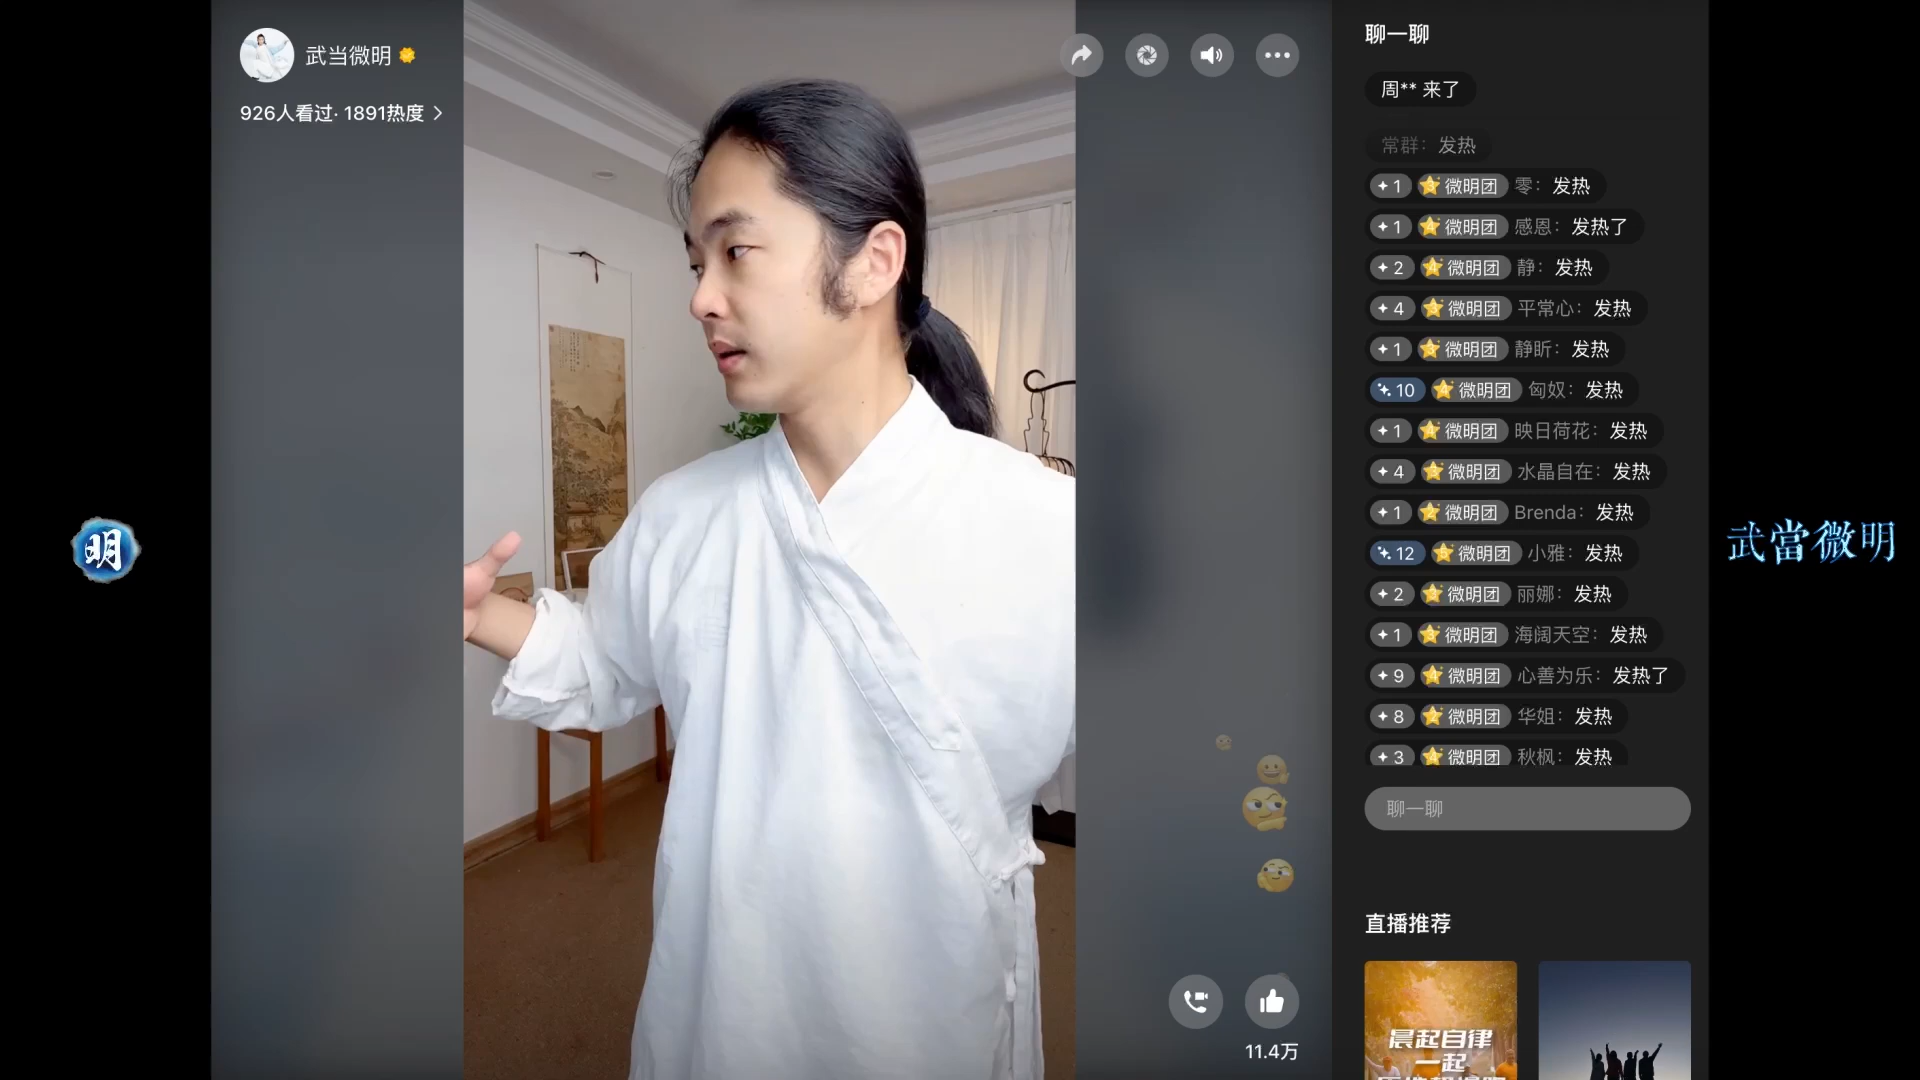 武当微明
926人看过· 1891热度 >
11.4万
明
聊一聊
周** 来了
常群：发热
1 微明团 零：发热
1 微明团 感恩：发热了
2 微明团 静：发热
4 微明团 平常心：发热
1 微明团 静昕：发热
10 微明团 匈奴：发热
1 微明团 映日荷花：发热
4 微明团 水晶自在：发热
1 微明团 Brenda：发热
12 微明团 小雅：发热
2 微明团 丽娜：发热
1 微明团 海阔天空：发热
9 微明团 心善为乐：发热了
8 微明团 华姐：发热
3 微明团 秋枫：发热
聊一聊
直播推荐
晨起自律
一起
武當微明